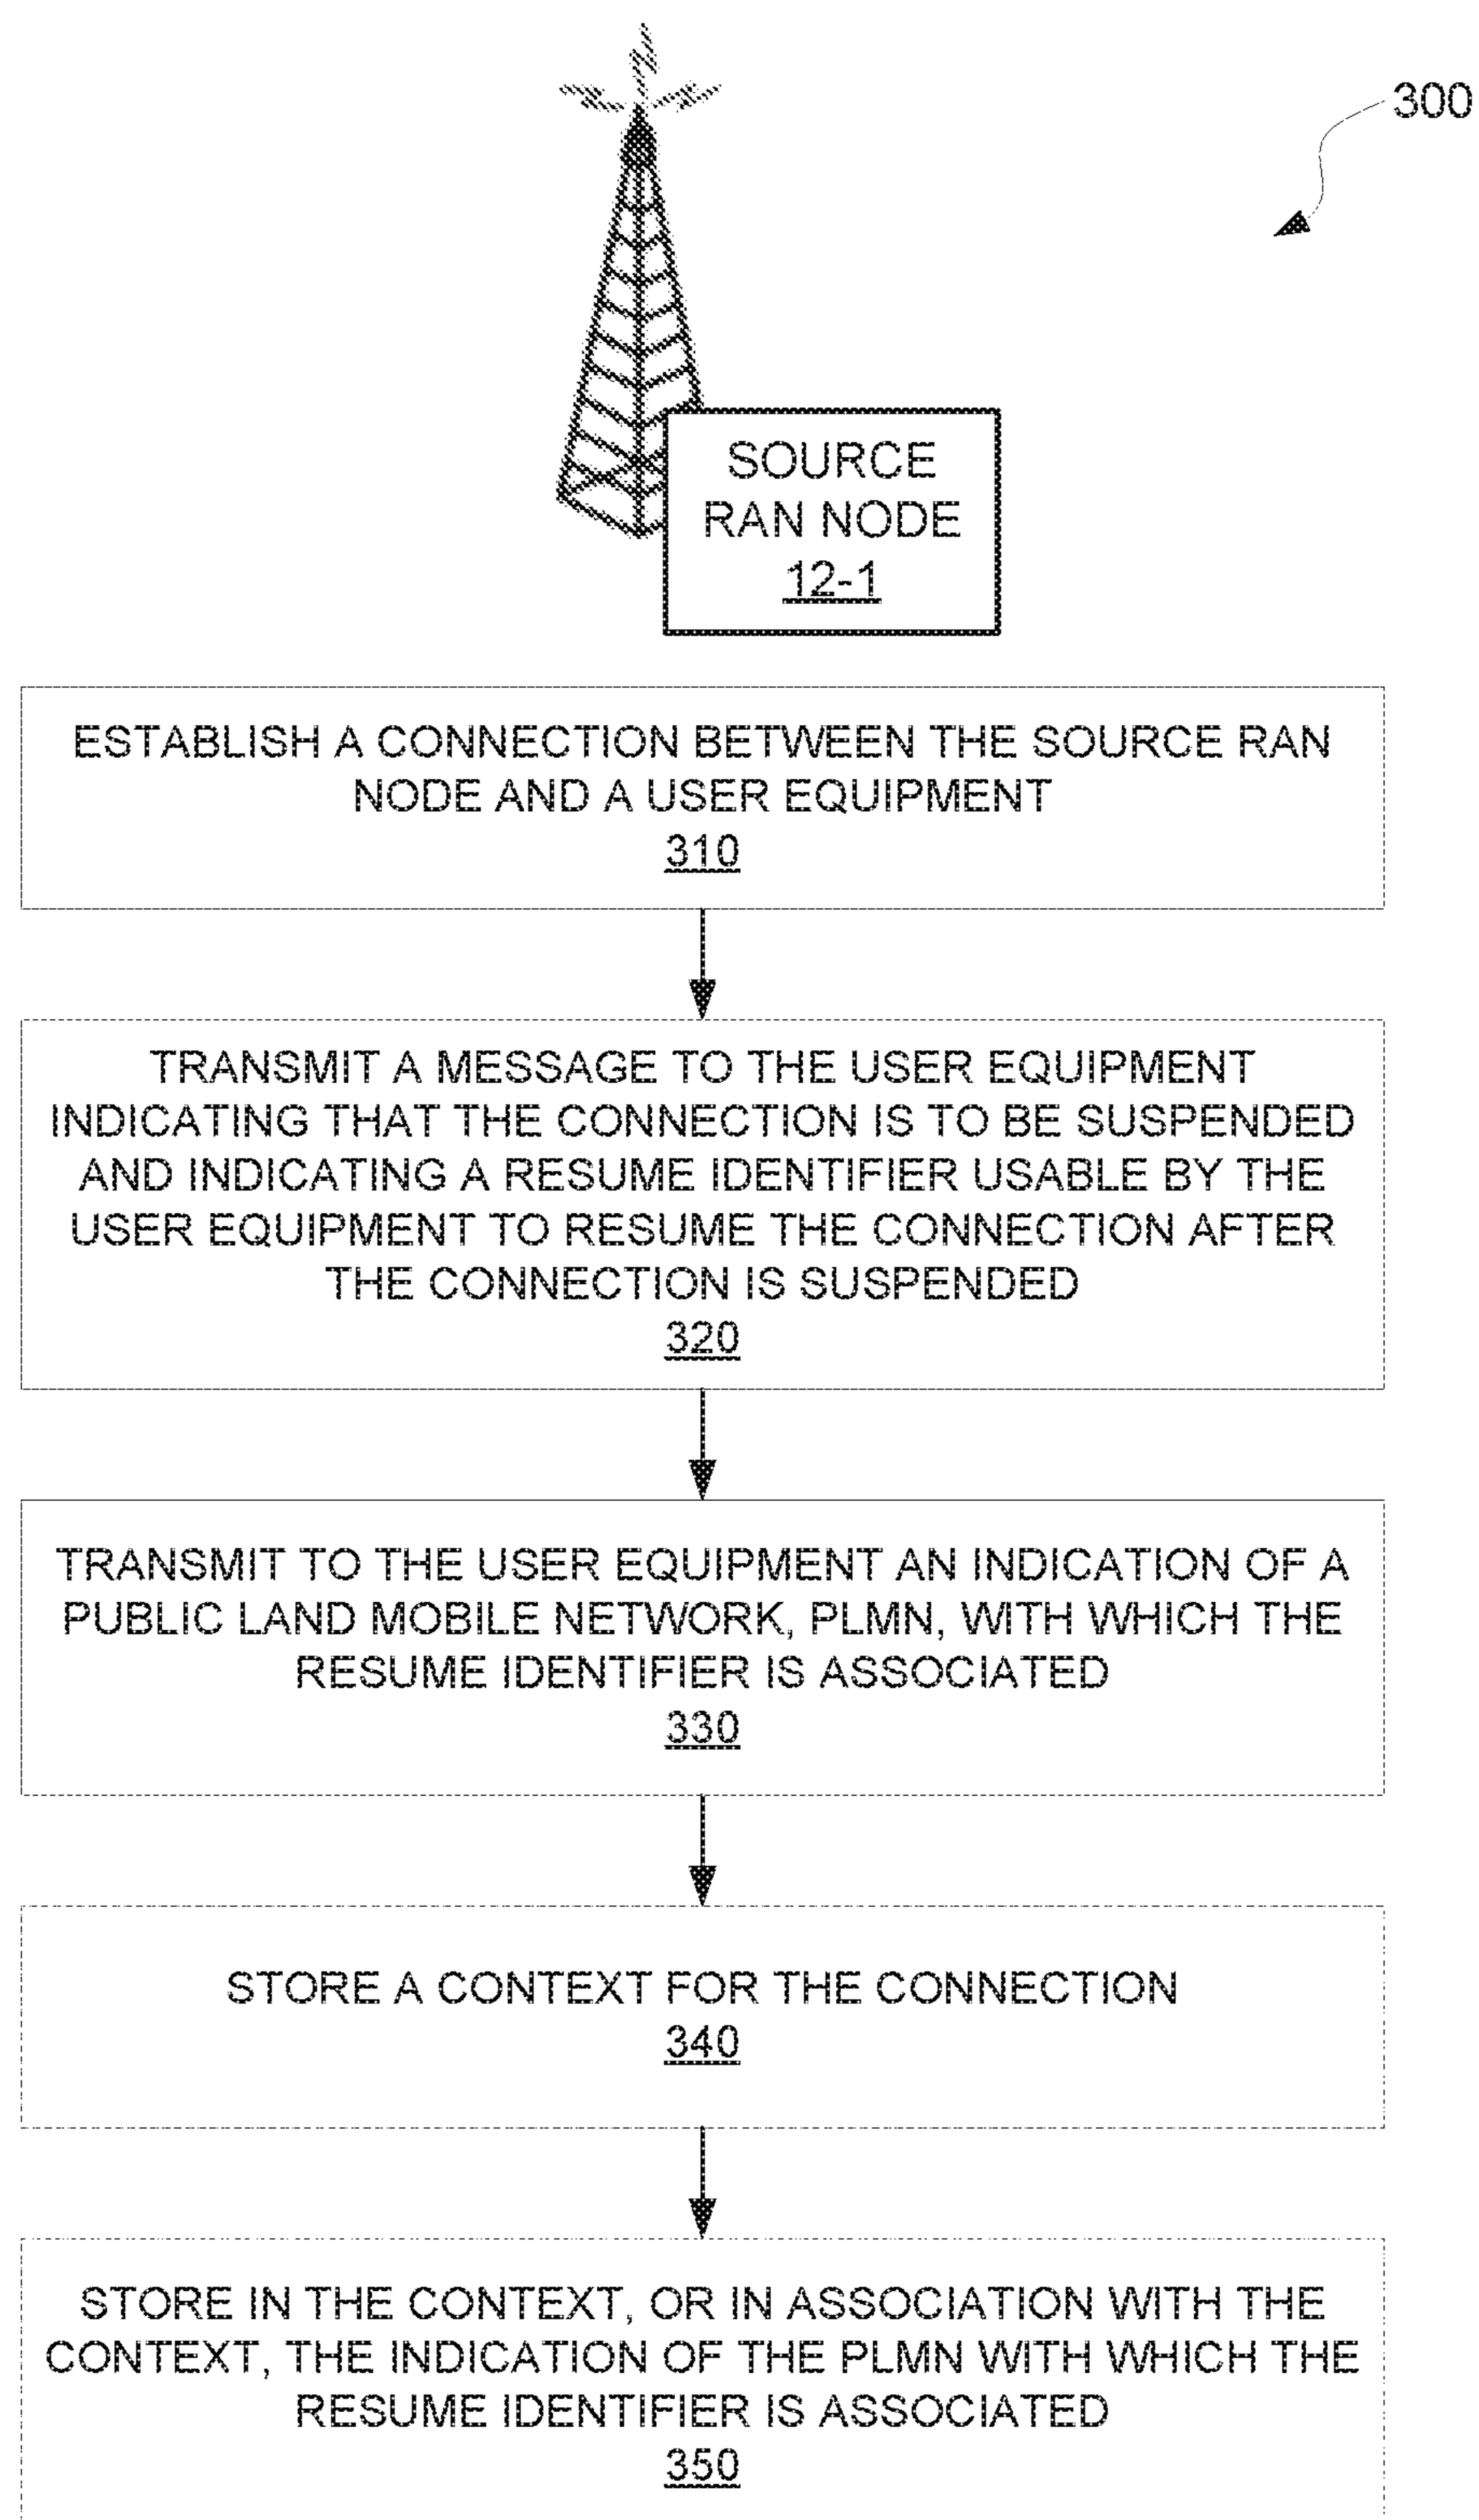 300
SOURCE
RAN NODE
12-1
ESTABLISH A CONNECTION BETWEEN THE SOURCE RAN
NODE AND A USER EQUIPMENT
310
TRANSMIT A MESSAGE TO THE USER EQUIPMENT
INDICATING THAT THE CONNECTION IS TO BE SUSPENDED
AND INDICATING A RESUME IDENTIFIER USABLE BY THE
USER EQUIPMENT TO RESUME THE CONNECTION AFTER
THE CONNECTION IS SUSPENDED
320
TRANSMIT TO THE USER EQUIPMENT AN INDICATION OF A
PUBLIC LAND MOBILE NETWORK, PLMN, WITH WHICH THE
RESUME IDENTIFIER IS ASSOCIATED
330
STORE A CONTEXT FOR THE CONNECTION
340
STORE IN THE CONTEXT, OR IN ASSOCIATION WITH THE
CONTEXT, THE INDICATION OF THE PLMN WITH WHICH THE
RESUME IDENTIFIER IS ASSOCIATED
350